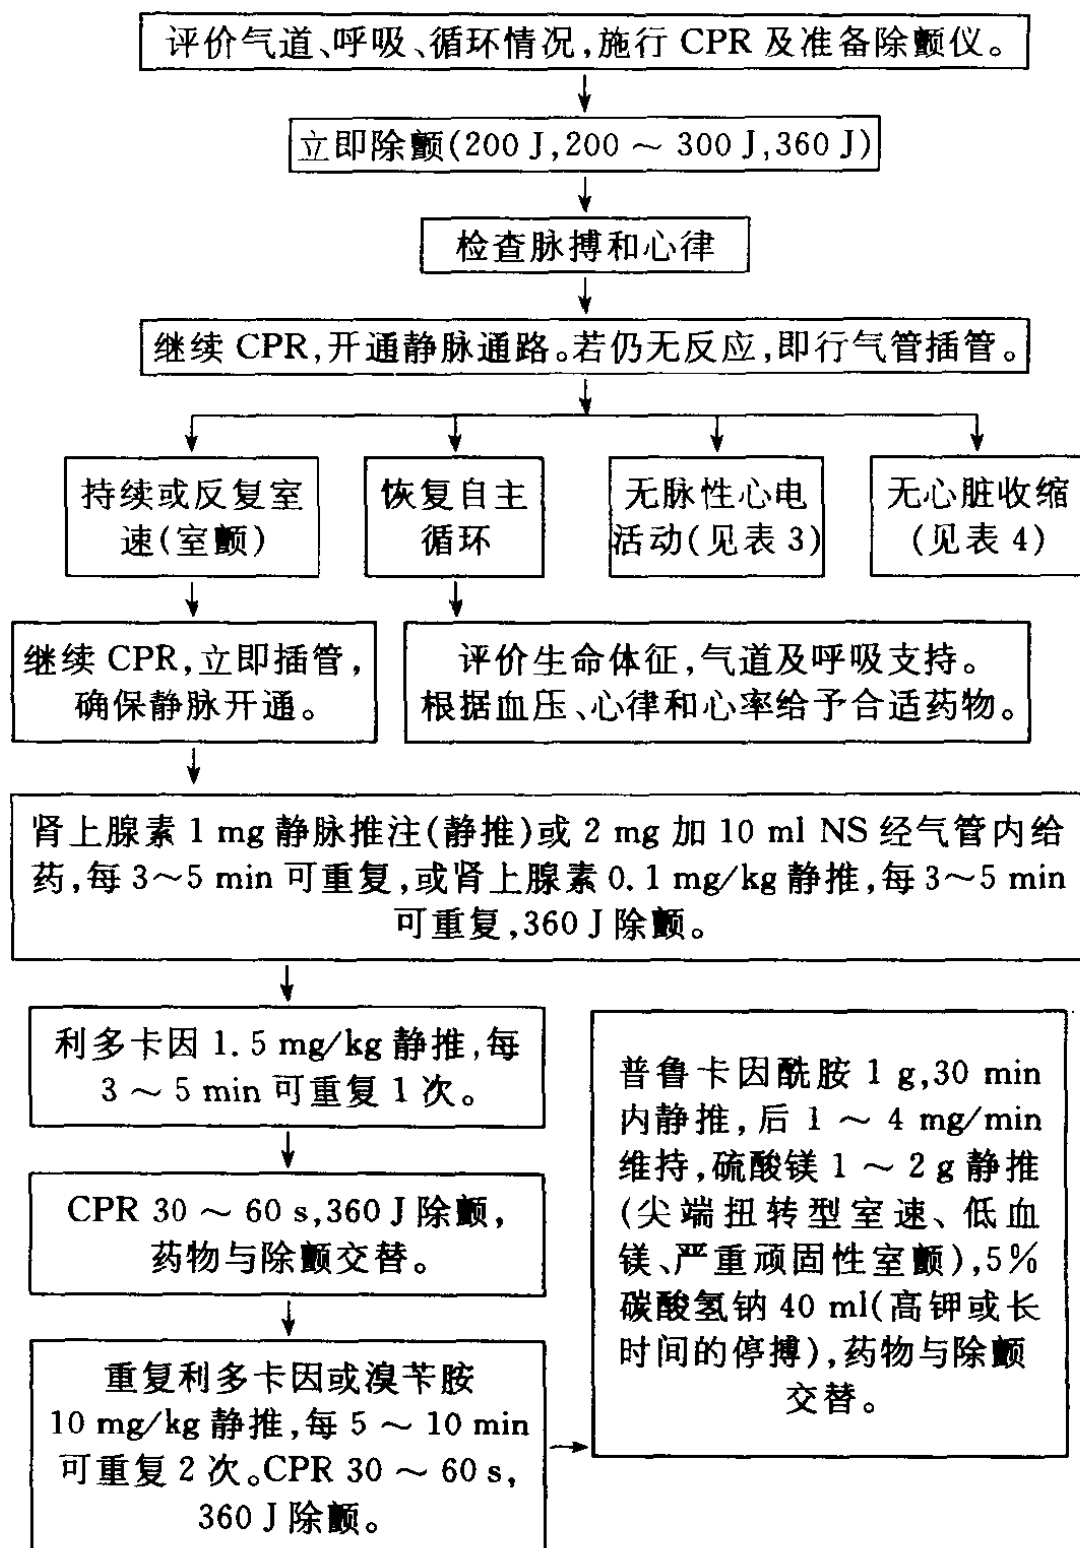 评价气道、呼吸、循环情况,施行 CPR 及准备除颤仪。
立即除颤(200 J,200 ～ 300 J,360 J)
检查脉搏和心律
继续 CPR,开通静脉通路。若仍无反应,即行气管插管。
持续或反复室
速(室颤)
恢复自主
循环
无脉性心电
活动(见表 3)
无心脏收缩
(见表 4)
继续 CPR,立即插管,
确保静脉开通。
评价生命体征,气道及呼吸支持。
根据血压、心律和心率给予合适药物。
肾上腺素 1 mg 静脉推注(静推)或 2 mg 加 10 ml NS 经气管内给
药,每 3～5 min 可重复,或肾上腺素 0.1 mg/kg 静推,每 3～5 min
可重复,360 J 除颤。
利多卡因 1.5 mg/kg 静推,每
3 ～ 5 min 可重复 1 次。
CPR 30 ～ 60 s,360 J 除颤,
药物与除颤交替。
重复利多卡因或溴苄胺
10 mg/kg 静推,每 5 ～ 10 min
可重复 2 次。CPR 30 ～ 60 s,
360 J 除颤。
普鲁卡因酰胺 1 g,30 min
内静推,后 1 ～ 4 mg/min
维持,硫酸镁 1 ～ 2 g 静推
(尖端扭转型室速、低血
镁、严重顽固性室颤),5%
碳酸氢钠 40 ml(高钾或长
时间的停搏),药物与除颤
交替。